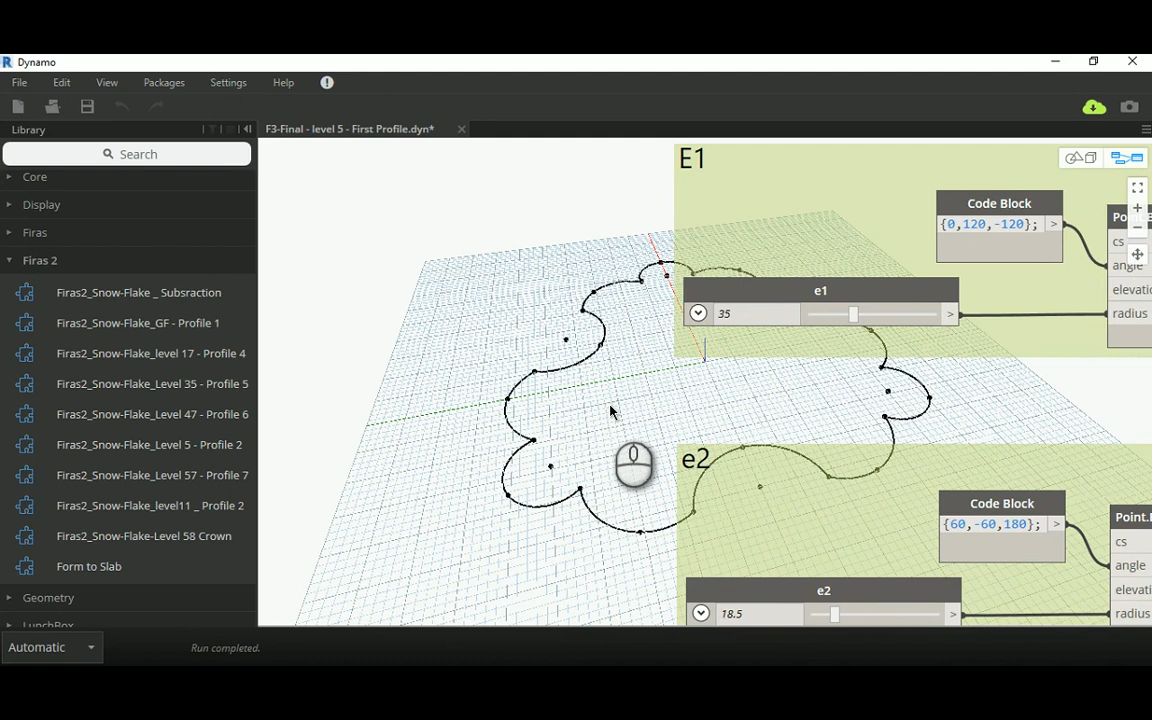 Dynamo
File Edit View Packages Settings Help
Library
F3-Final - level 5 - First Profile.dyn*
Search
Core
Display
Firas
Firas 2
Firas2_Snow-Flake _ Subsraction
Firas2_Snow-Flake_GF - Profile 1
Firas2_Snow-Flake_level 17 - Profile 4
Firas2_Snow-Flake_Level 35 - Profile 5
Firas2_Snow-Flake_Level 47 - Profile 6
Firas2_Snow-Flake_Level 5 - Profile 2
Firas2_Snow-Flake_Level 57 - Profile 7
Firas2_Snow-Flake_level11 _ Profile 2
Firas2_Snow-Flake-Level 58 Crown
Form to Slab
Geometry
LunchBox
Automatic
Run completed.
E1
Code Block
{0,120,-120};
>
e1
35
>
Point.
cs
angle
elevati
radius
e2
Code Block
{60,-60,180};
>
e2
18.5
>
Point.
cs
angle
elevati
radius